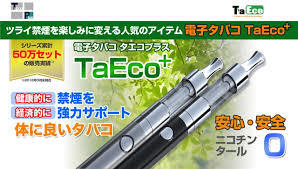 ツライ禁煙を楽しみに変える人気のアイテム 電子タバコ TaEco+
TaEco
シリーズ累計
50万セット
の販売実績
電子タバコ タエコプラス
TaEco+
健康的に 禁煙を
経済的に 強力サポート
体に良いタバコ
安心・安全
ニコチン
タール 0